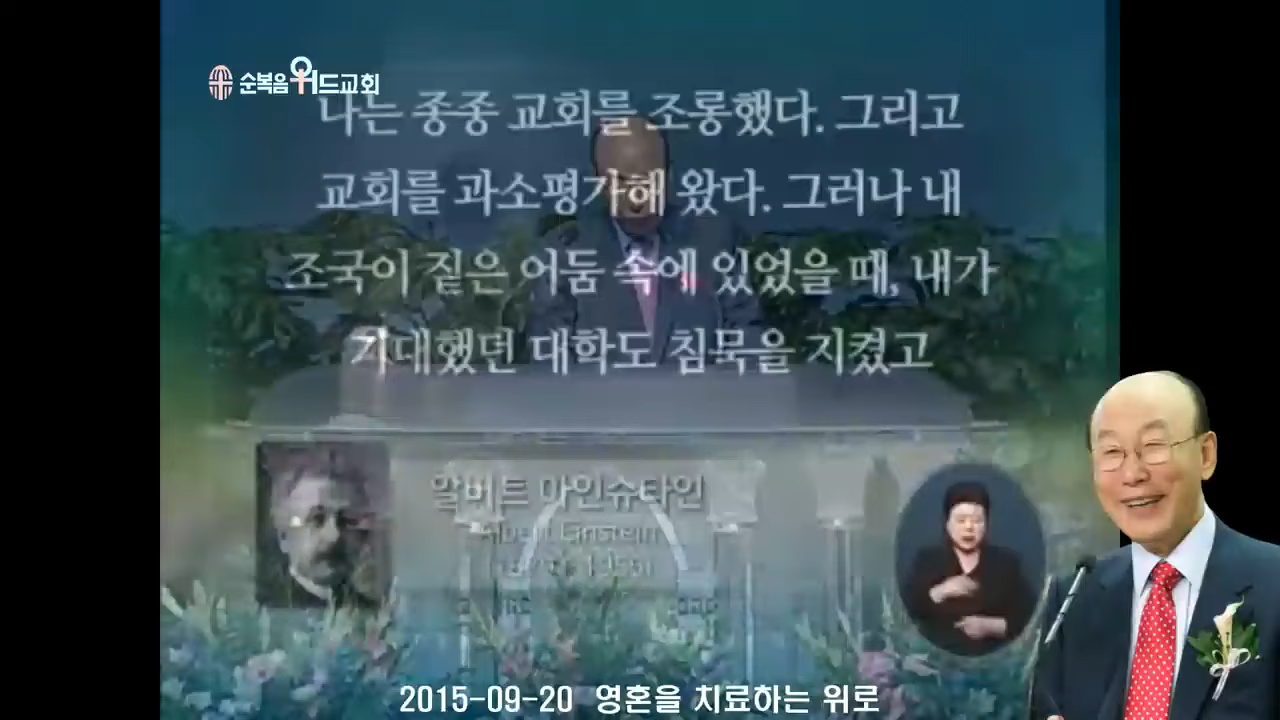 순복음워드교회
나는 종종 교회를 조롱했다. 그리고
교회를 과소평가해 왔다. 그러나 내
조국이 짙은 어둠 속에 있었을 때, 내가
기대했던 대학도 침묵을 지켰고
알버트 아인슈타인
Albert Einstein
2015-09-20 영혼을 치료하는 위로